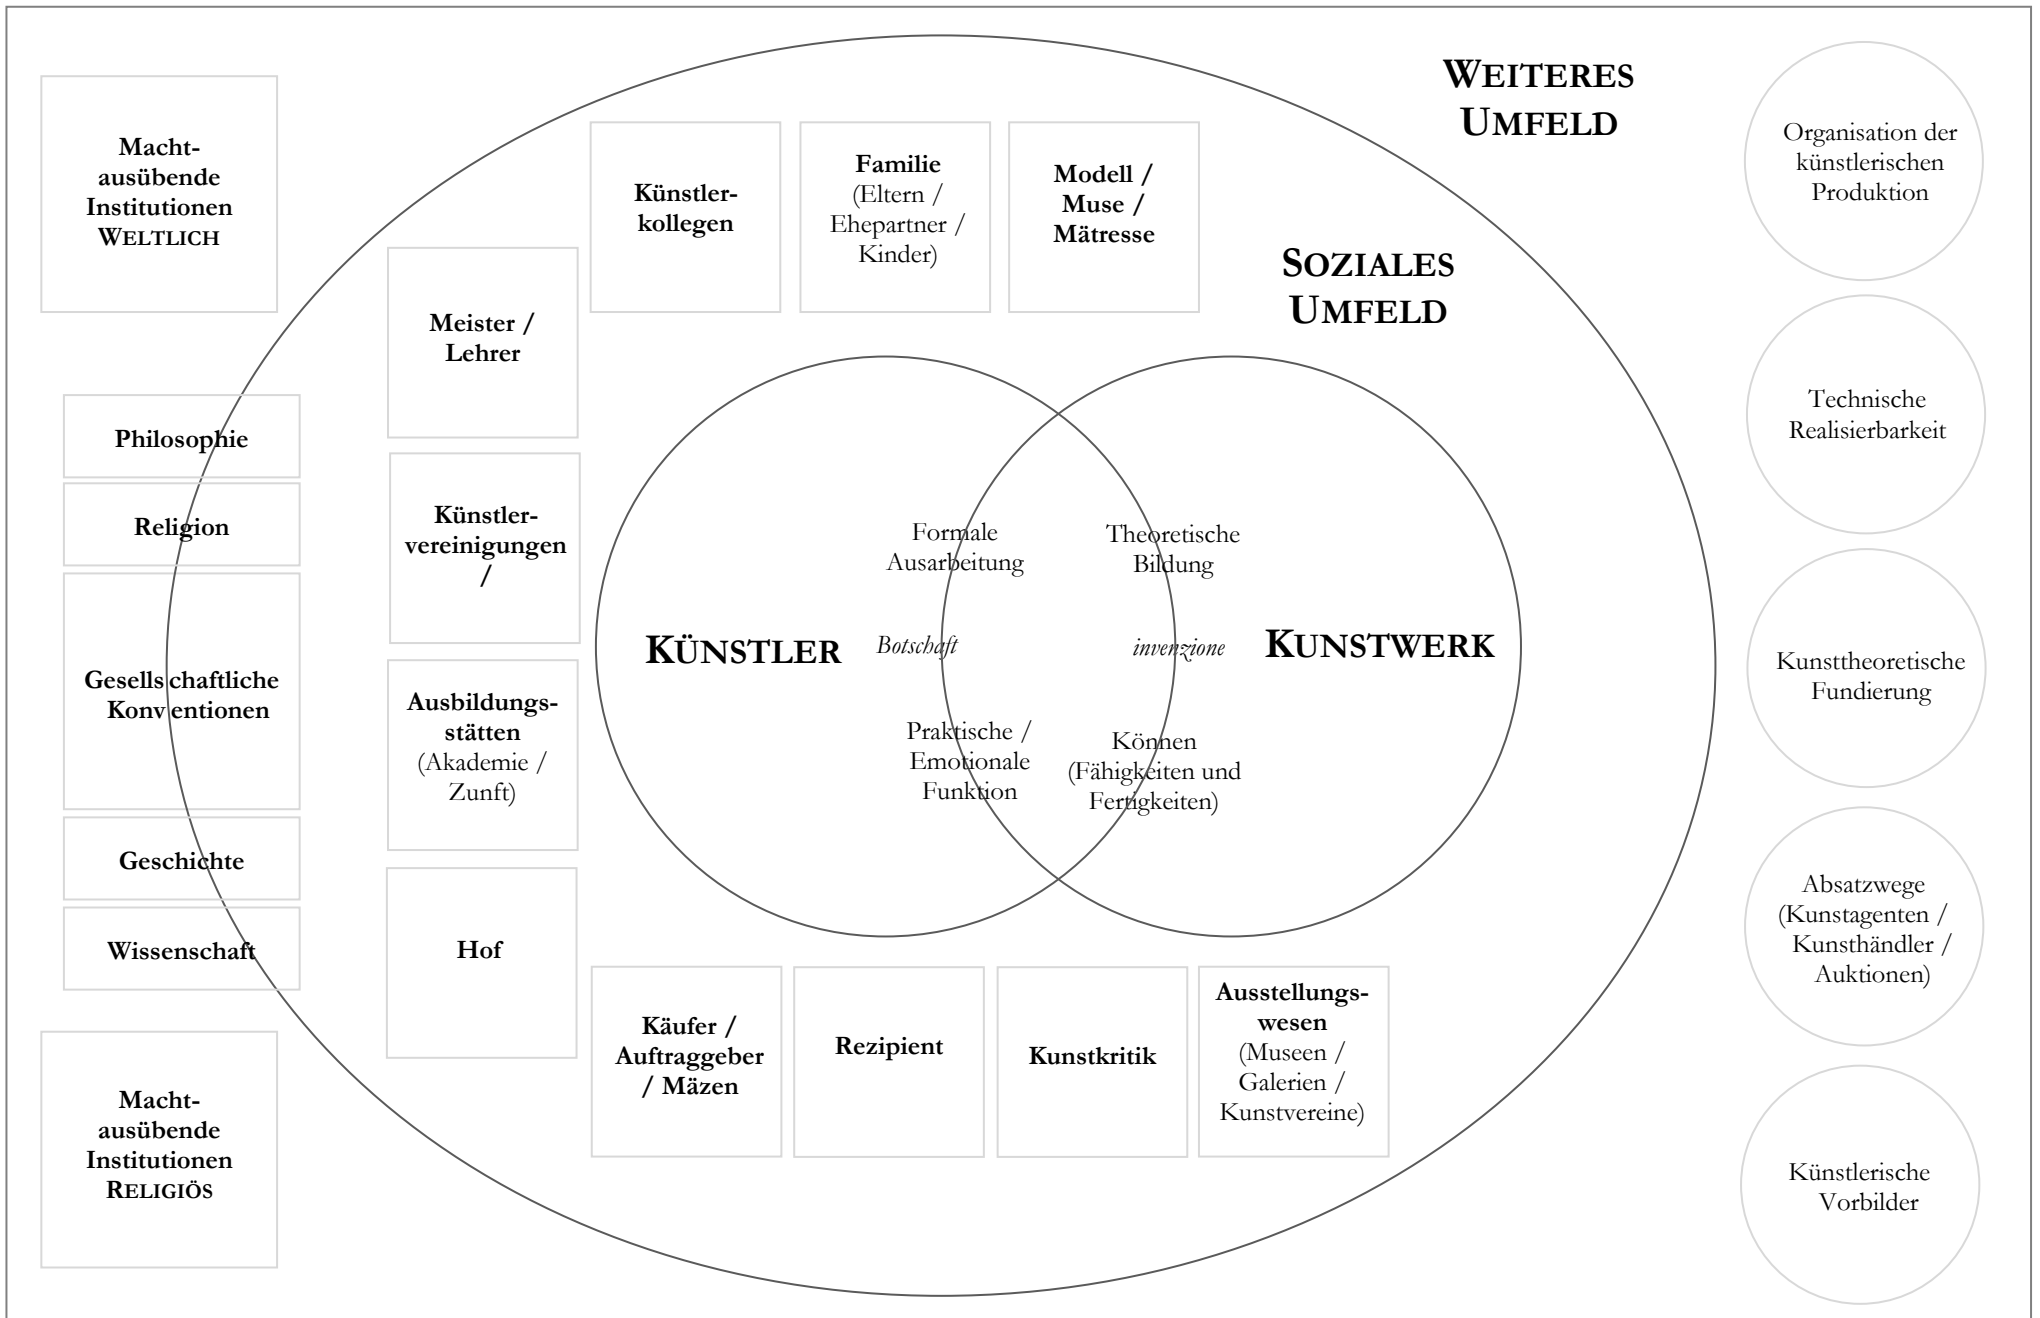 WEITERES
UMFELD
SOZIALES
UMFELD
Macht-
ausübende
Institutionen
WELTLICH
Philosophie
Religion
Gesellschaftliche
Konventionen
Geschichte
Wissenschaft
Macht-
ausübende
Institutionen
RELIGIÖS
Künstler-
kollegen
Familie
(Eltern /
Ehepartner /
Kinder)
Modell /
Muse /
Mätresse
Meister /
Lehrer
Künstler-
vereinigungen
/
Ausbildungs-
stätten
(Akademie /
Zunft)
Hof
KÜNSTLER
Formale
Ausarbeitung
Botschaft
Praktische /
Emotionale
Funktion
Theoretische
Bildung
invenzione
Können
(Fähigkeiten und
Fertigkeiten)
KUNSTWERK
Käufer /
Auftraggeber
/ Mäzen
Rezipient
Kunstkritik
Ausstellungs-
wesen
(Museen /
Galerien /
Kunstvereine)
Organisation der
künstlerischen
Produktion
Technische
Realisierbarkeit
Kunsttheoretische
Fundierung
Absatzwege
(Kunstagenten /
Kunsthändler /
Auktionen)
Künstlerische
Vorbilder